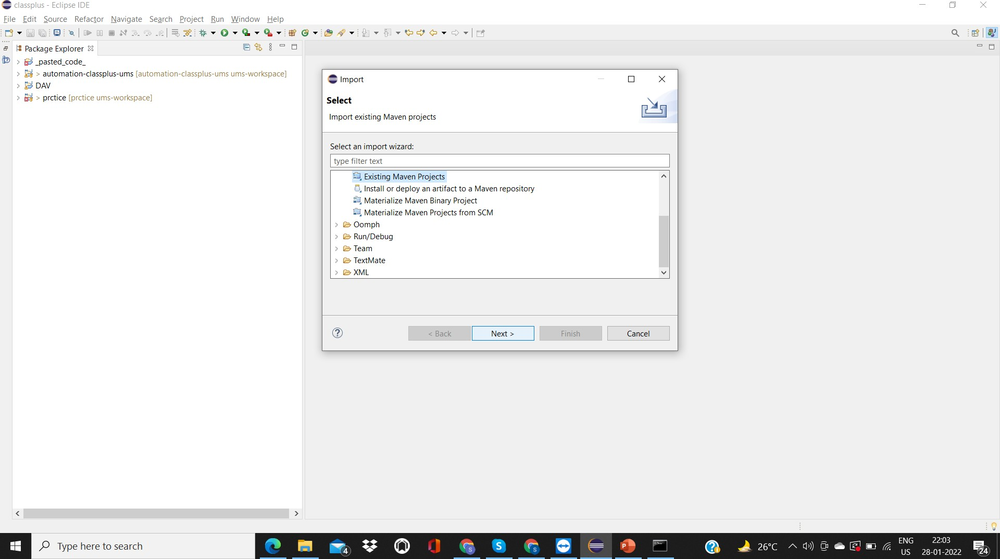 classplus - Eclipse IDE
File Edit Source Refactor Navigate Search Project Run Window Help
Package Explorer
_pasted_code_
> automation-classplus-ums [automation-classplus-ums ums-workspace]
DAV
> prctice [prctice ums-workspace]
Import
Select
Import existing Maven projects
Select an import wizard:
type filter text
Existing Maven Projects
Install or deploy an artifact to a Maven repository
Materialize Maven Binary Project
Materialize Maven Projects from SCM
Oomph
Run/Debug
Team
TextMate
XML
< Back Next > Finish Cancel
Type here to search
4
26°C
ENG
US
22:03
28-01-2022
24